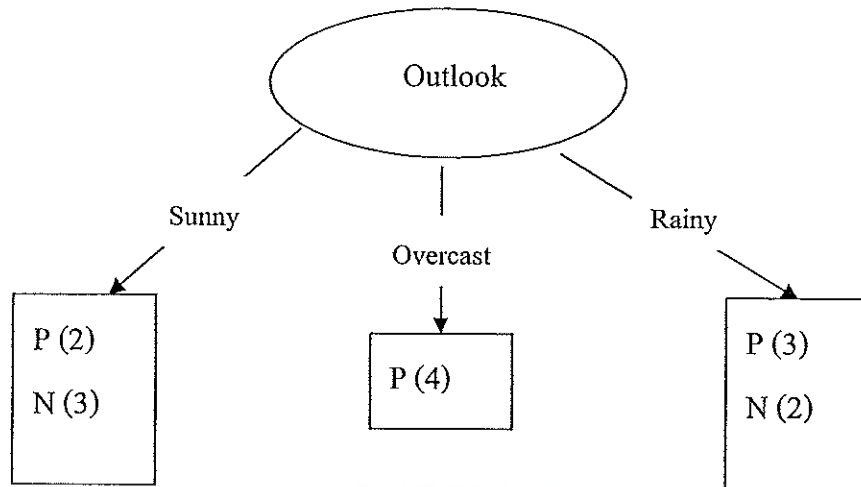 Outlook
Sunny
Overcast
Rainy
P (2)
N (3)
P (4)
P (3)
N (2)